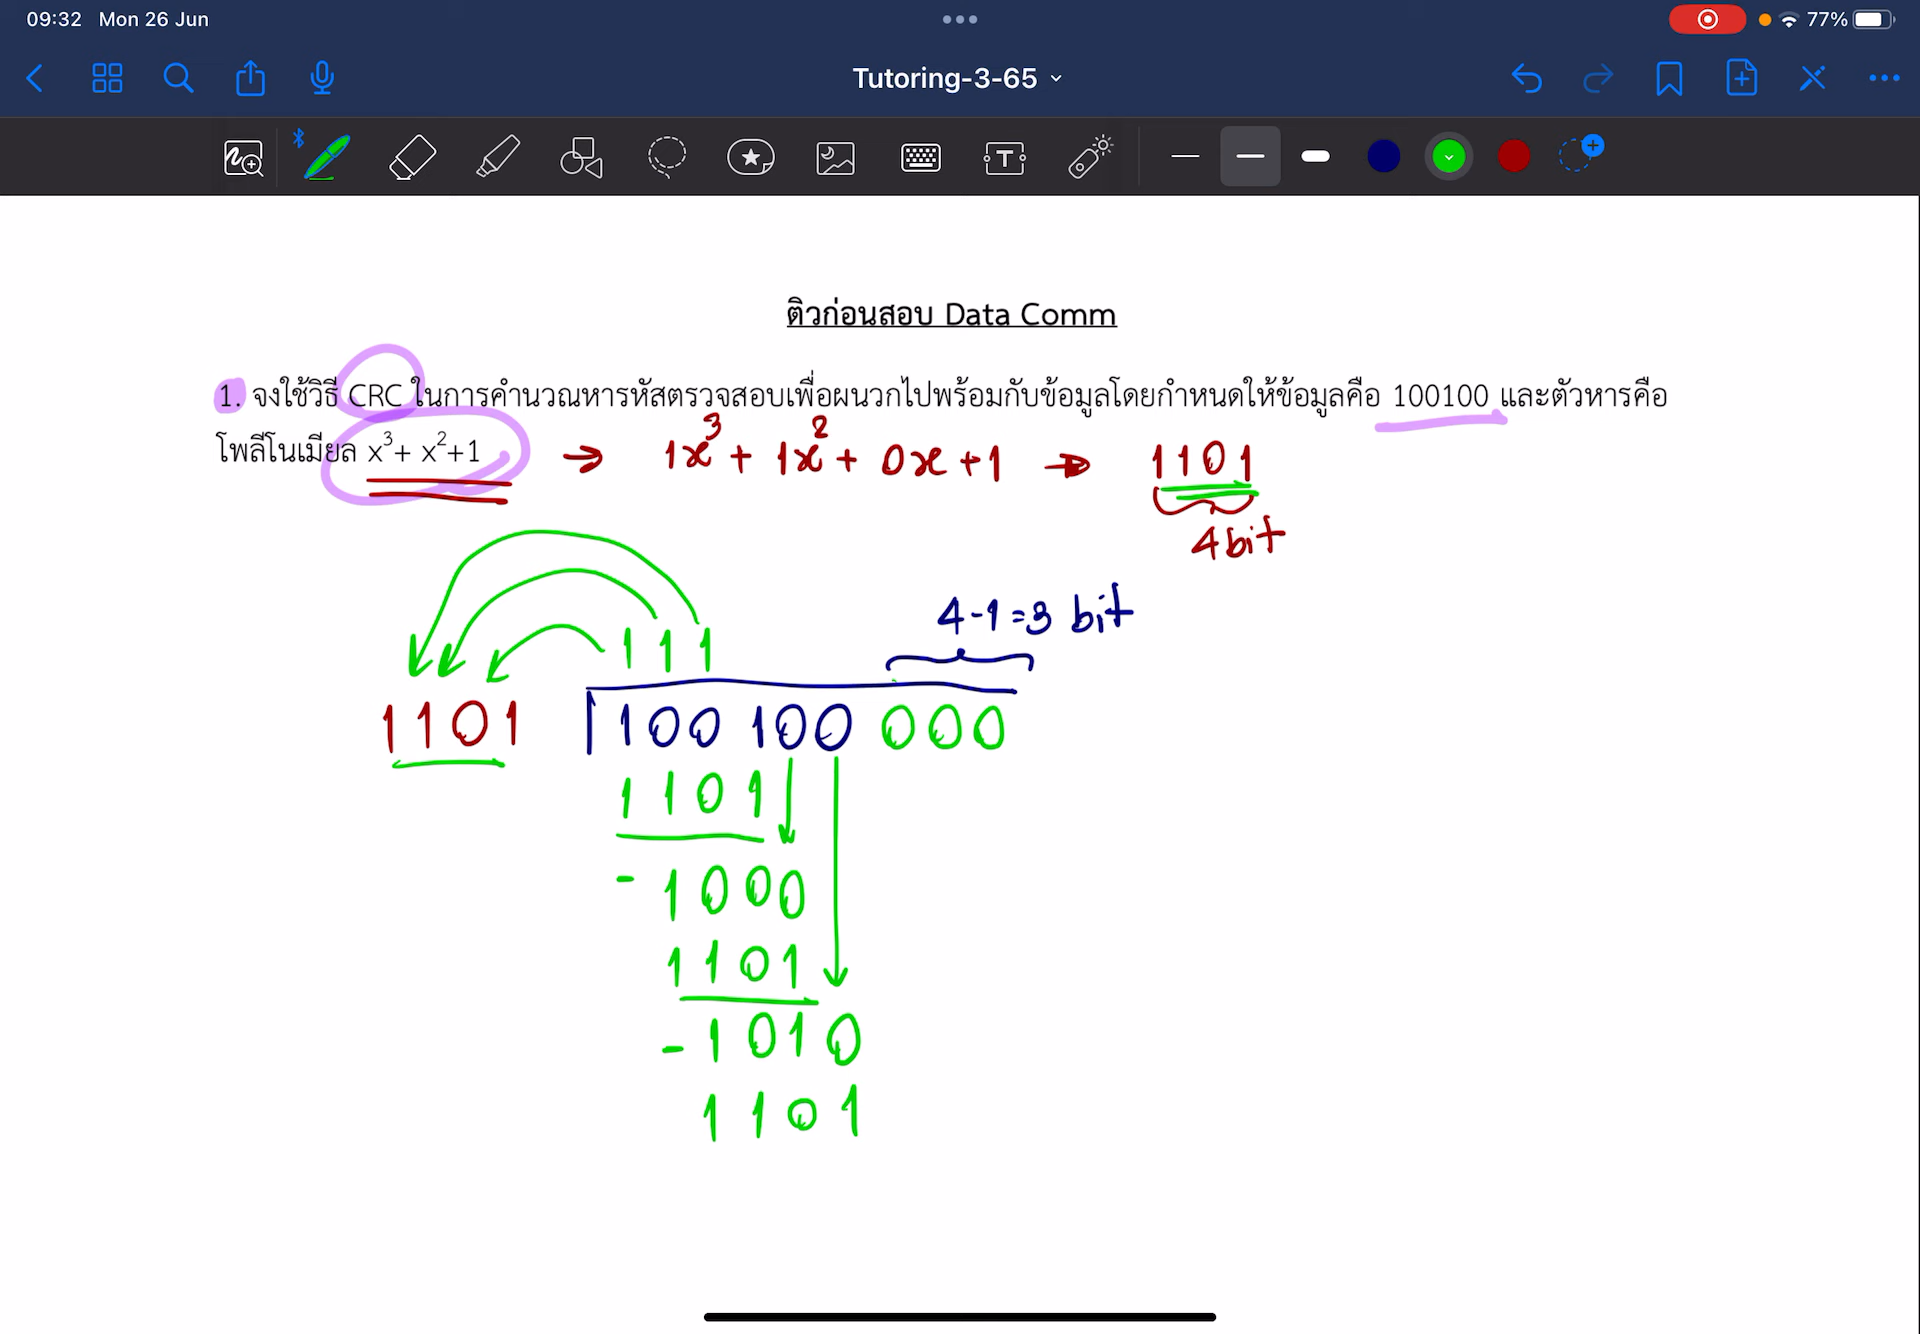 09:32 Mon 26 Jun
77%
Tutoring-3-65
T
ติวก่อนสอบ Data Comm
1. จงใช้วิธี CRC ในการคำนวณหารหัสตรวจสอบเพื่อผนวกไปพร้อมกับข้อมูลโดยกำหนดให้ข้อมูลคือ 100100 และตัวหารคือ
โพลีโนเมียล x³+ x²+1 → 1x³ + 1x² + 0x + 1 → 1101
4 bit
4-1=3 bit
111
1101 100 100 000
1101
- 1000
1101
- 1010
1101